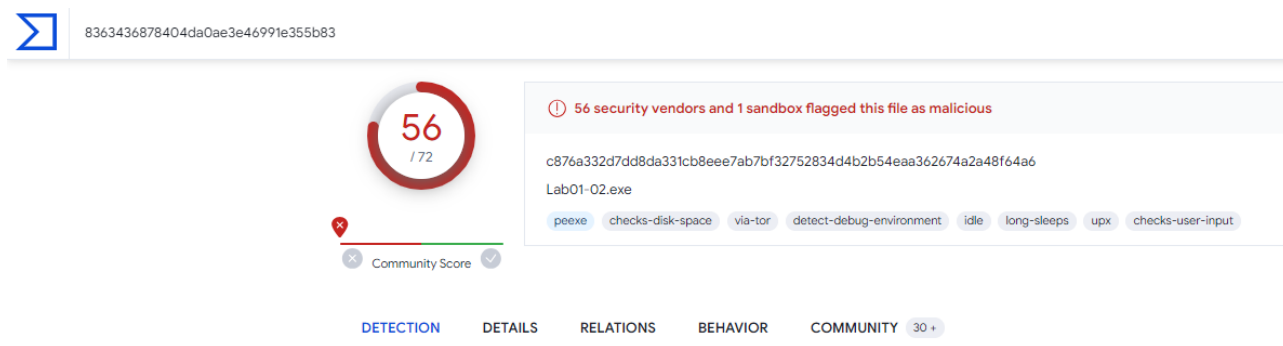 8363436878404da0ae3e46991e355b83
56
/ 72
Community Score
56 security vendors and 1 sandbox flagged this file as malicious
c876a332d7dd8da331cb8eee7ab7bf32752834d4b2b54eaa362674a2a48f64a6
Lab01-02.exe
peexe checks-disk-space via-tor detect-debug-environment idle long-sleeps upx checks-user-input
DETECTION DETAILS RELATIONS BEHAVIOR COMMUNITY 30 +